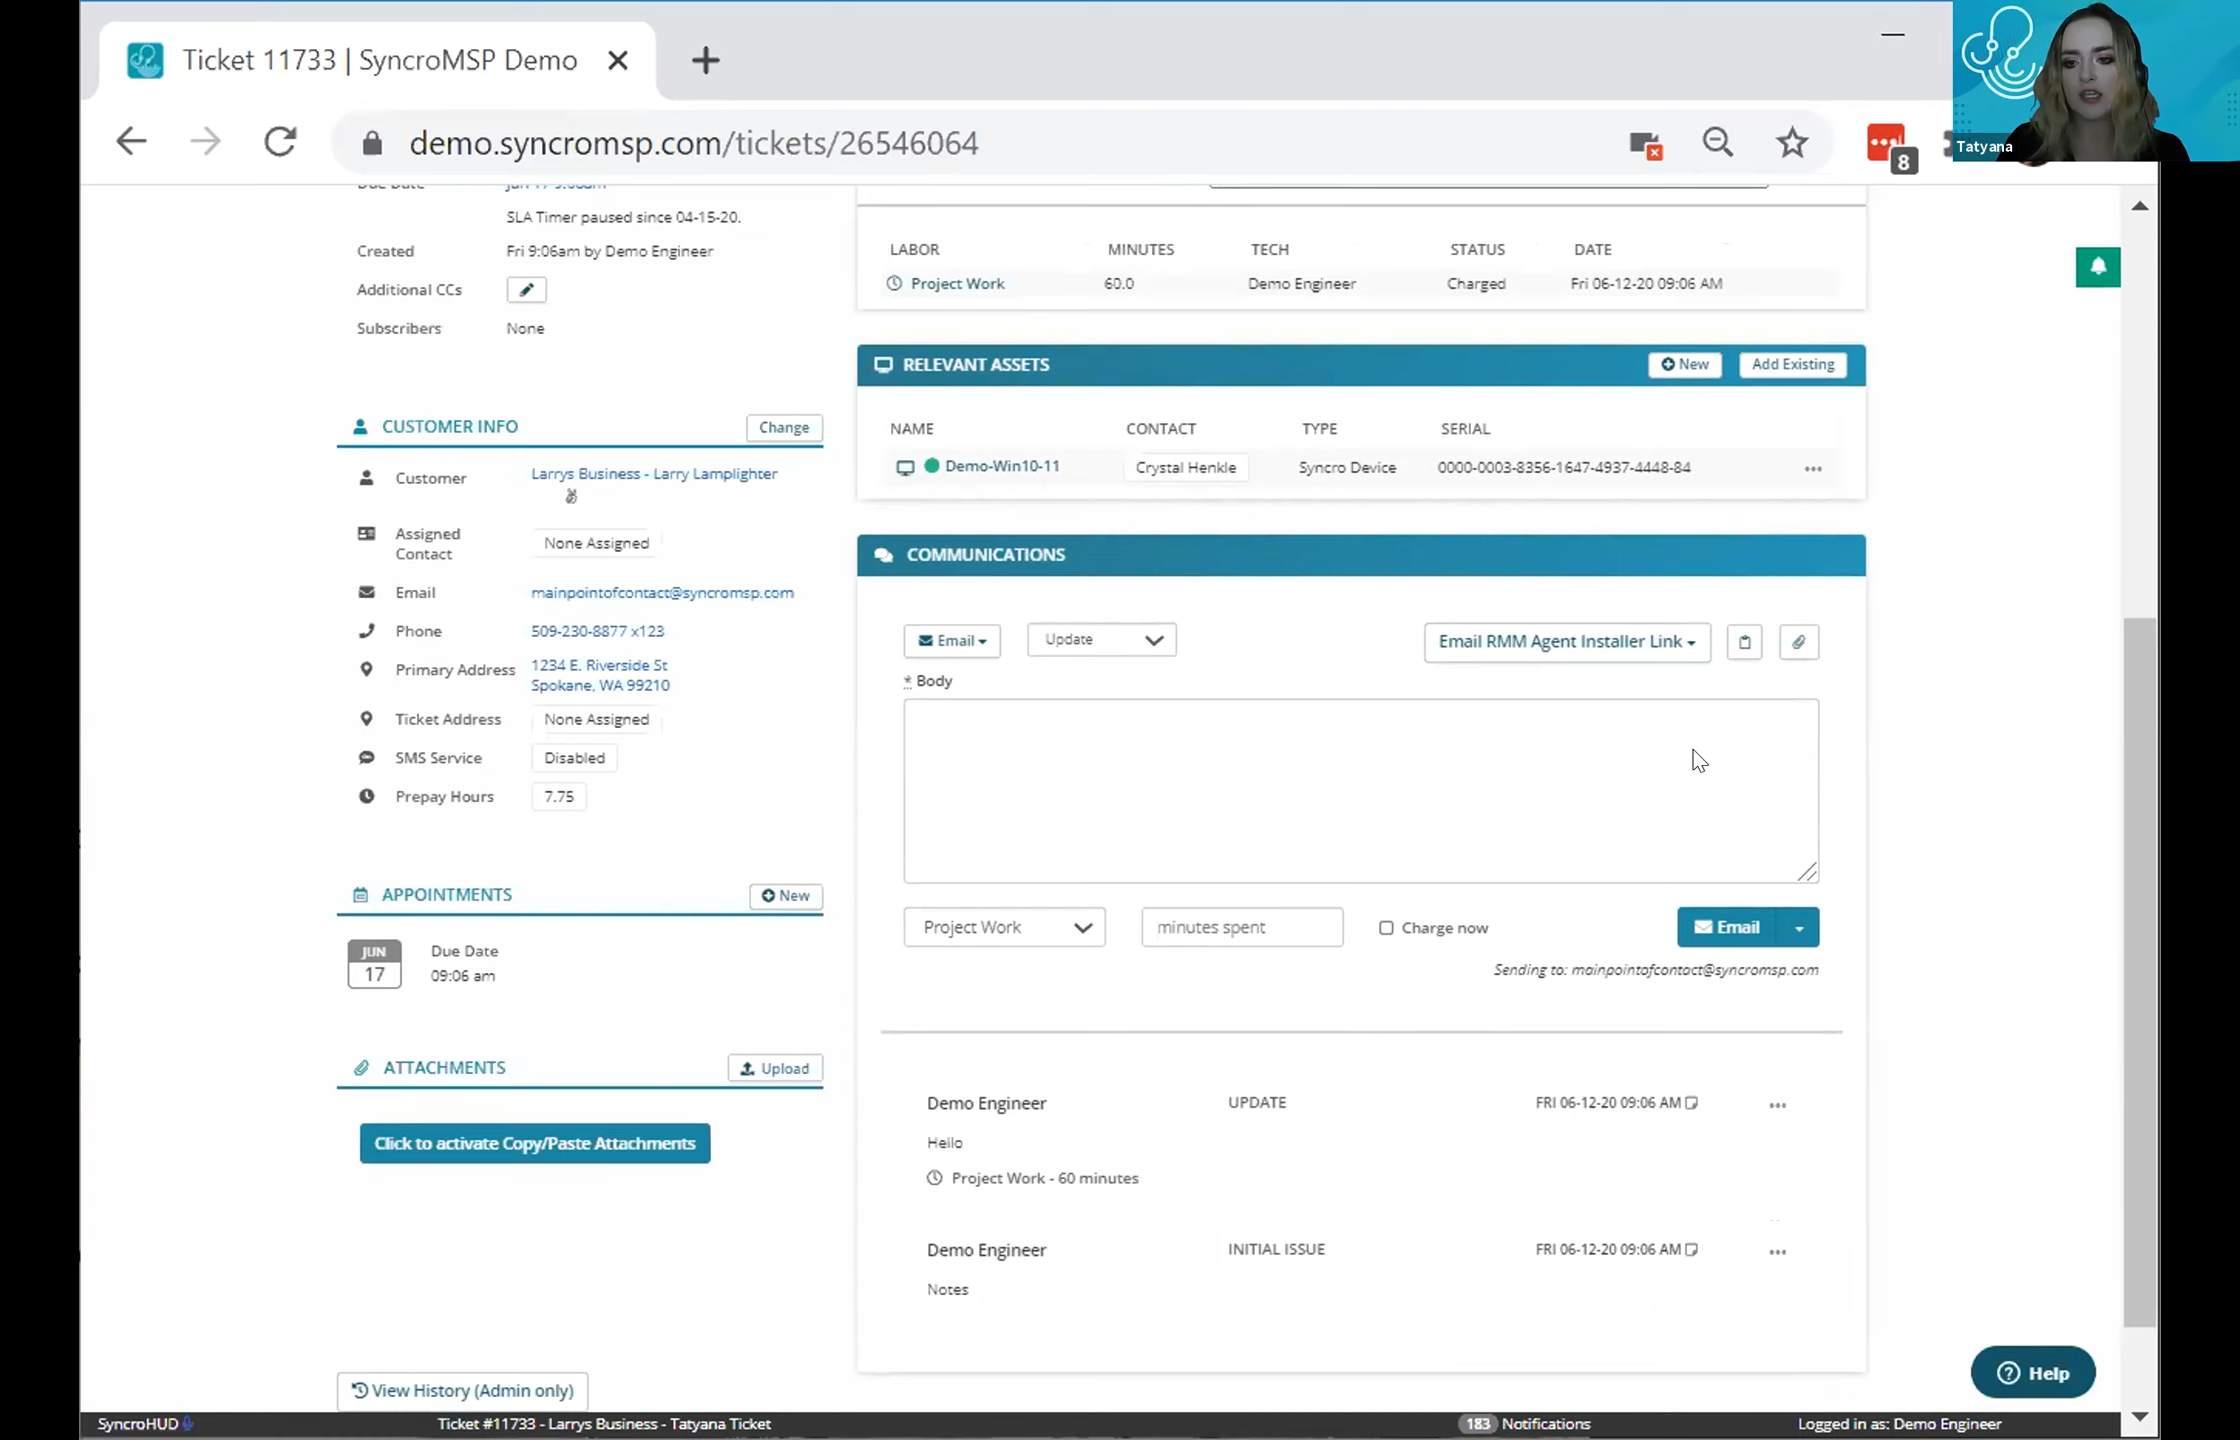 Ticket 11733 | SyncroMSP Demo
demo.syncromsp.com/tickets/26546064
8
Tatyana
Due Date
SLA Timer paused since 04-15-20.
Created Fri 9:06am by Demo Engineer
Additional CCs
Subscribers None
CUSTOMER INFO Change
Customer Larrys Business - Larry Lamplighter
Assigned Contact None Assigned
Email mainpointofcontact@syncromsp.com
Phone 509-230-8877 x123
Primary Address 1234 E. Riverside St
Spokane, WA 99210
Ticket Address None Assigned
SMS Service Disabled
Prepay Hours 7.75
APPOINTMENTS New
JUN
17
Due Date
09:06 am
ATTACHMENTS Upload
Click to activate Copy/Paste Attachments
View History (Admin only)
LABOR MINUTES TECH STATUS DATE
Project Work 60.0 Demo Engineer Charged Fri 06-12-20 09:06 AM
RELEVANT ASSETS New Add Existing
NAME CONTACT TYPE SERIAL
Demo-Win10-11 Crystal Henkle Syncro Device 0000-0003-8356-1647-4937-4448-84
COMMUNICATIONS
Email Update Email RMM Agent Installer Link
* Body
Project Work minutes spent Charge now Email
Sending to: mainpointofcontact@syncromsp.com
Demo Engineer UPDATE FRI 06-12-20 09:06 AM
Hello
Project Work - 60 minutes
Demo Engineer INITIAL ISSUE FRI 06-12-20 09:06 AM
Notes
Help
SyncroHUD Ticket #11733 - Larrys Business - Tatyana Ticket 183 Notifications Logged in as: Demo Engineer